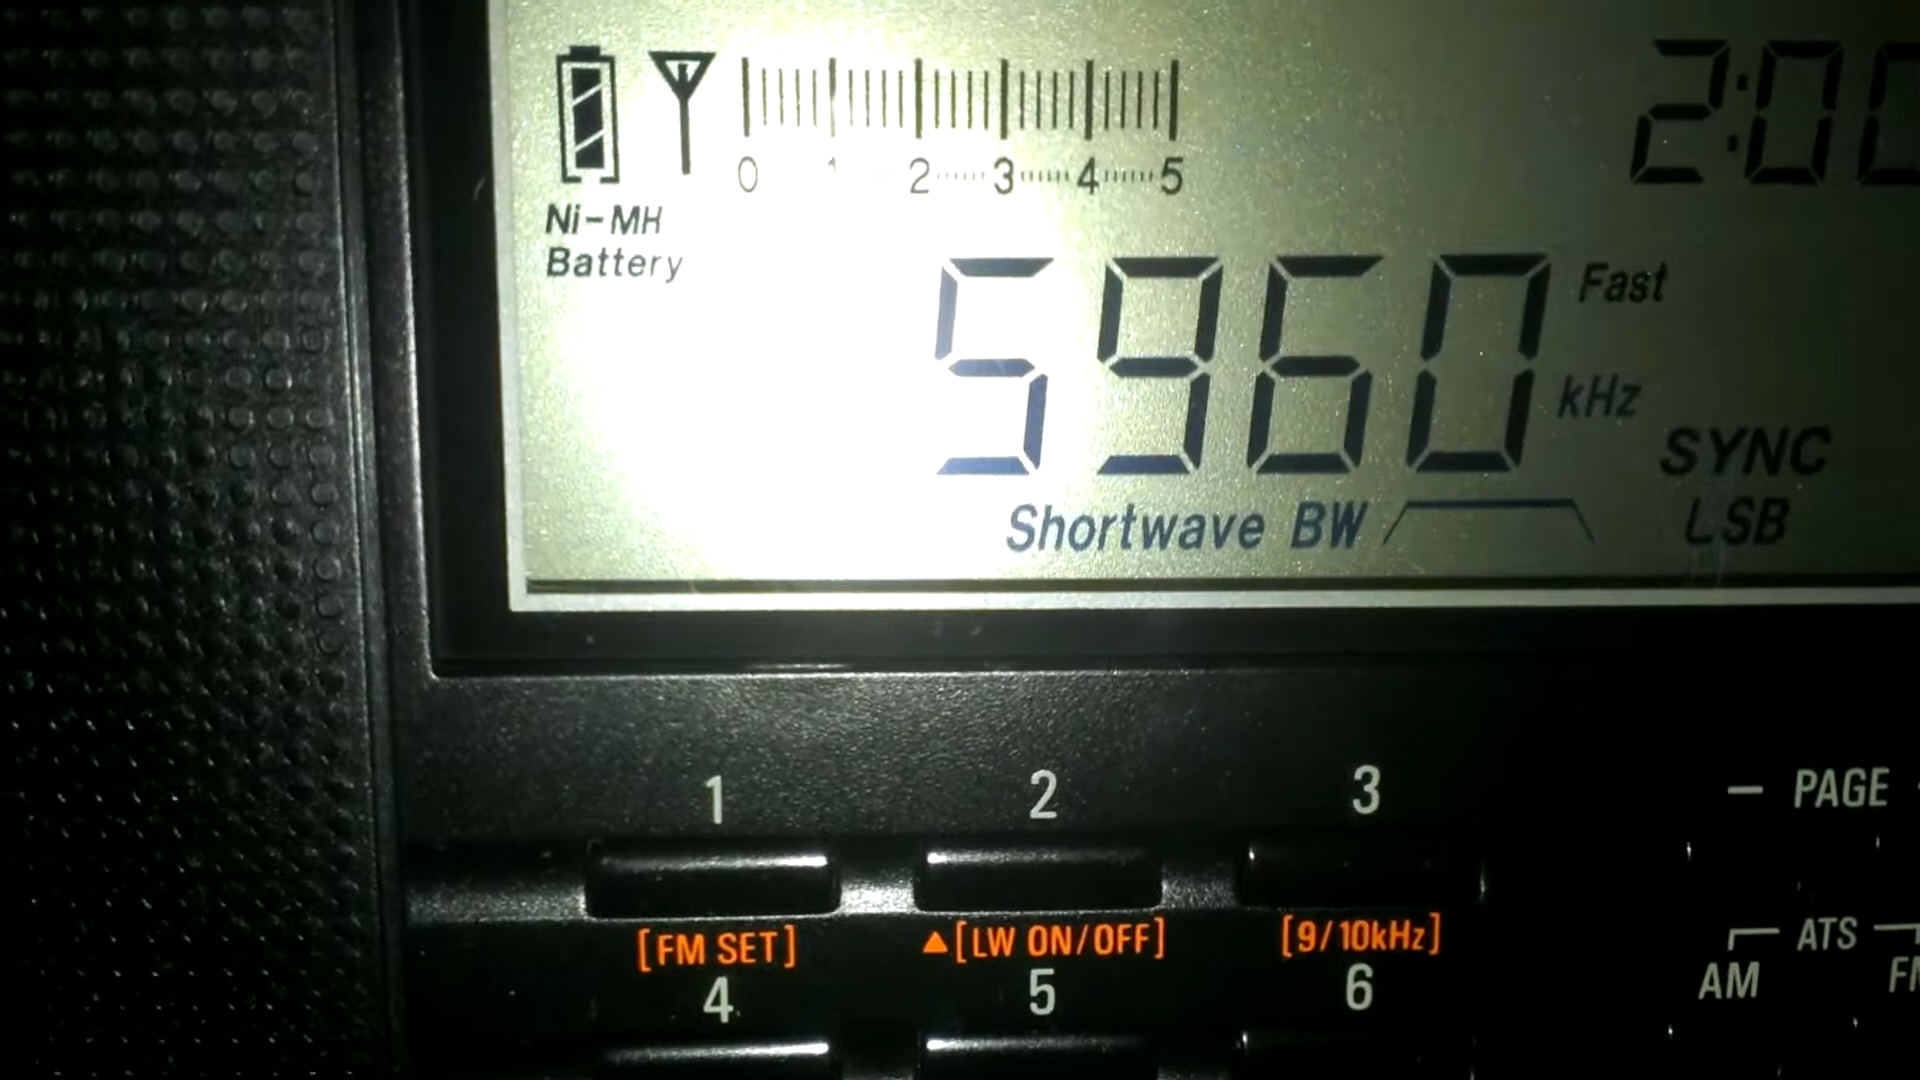 2:00
0 1 2 3 4 5
Ni-MH
Battery
5960 Fast
kHz
SYNC
Shortwave BW LSB
1 2 3
- PAGE
[FM SET] ▲[LW ON/OFF] [9/10kHz] ATS
4 5 6 AM FM